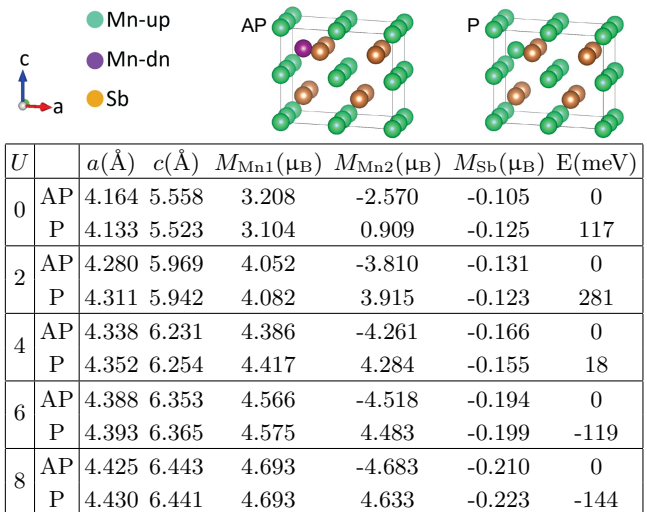 Mn-up
Mn-dn
Sb
c
a
AP
P
U a(Å) c(Å) M_Mn1(μ_B) M_Mn2(μ_B) M_Sb(μ_B) E(meV)
0 AP 4.164 5.558 3.208 -2.570 -0.105 0
P 4.133 5.523 3.104 0.909 -0.125 117
2 AP 4.280 5.969 4.052 -3.810 -0.131 0
P 4.311 5.942 4.082 3.915 -0.123 281
4 AP 4.338 6.231 4.386 -4.261 -0.166 0
P 4.352 6.254 4.417 4.284 -0.155 18
6 AP 4.388 6.353 4.566 -4.518 -0.194 0
P 4.393 6.365 4.575 4.483 -0.199 -119
8 AP 4.425 6.443 4.693 -4.683 -0.210 0
P 4.430 6.441 4.693 4.633 -0.223 -144